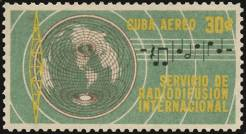 CUBA AEREO 30¢
SERVICIO DE
RADIODIFUSION
INTERNACIONAL